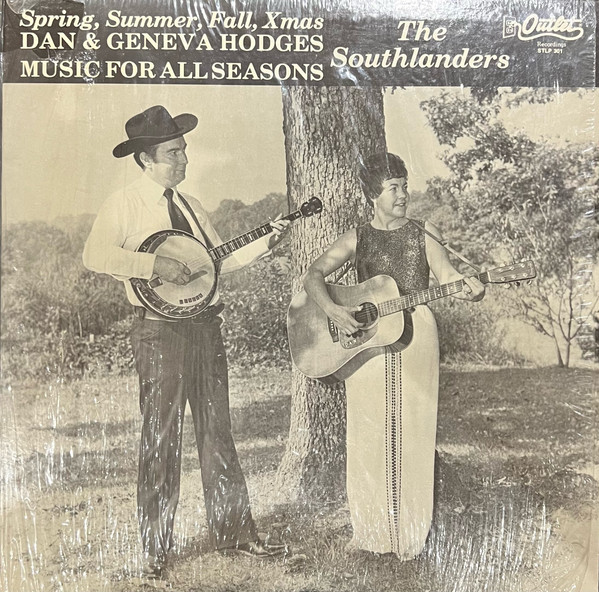 Spring, Summer, Fall, Xmas
DAN & GENEVA HODGES
MUSIC FOR ALL SEASONS
The
Southlanders
Outlet
Recordings
STLP 301